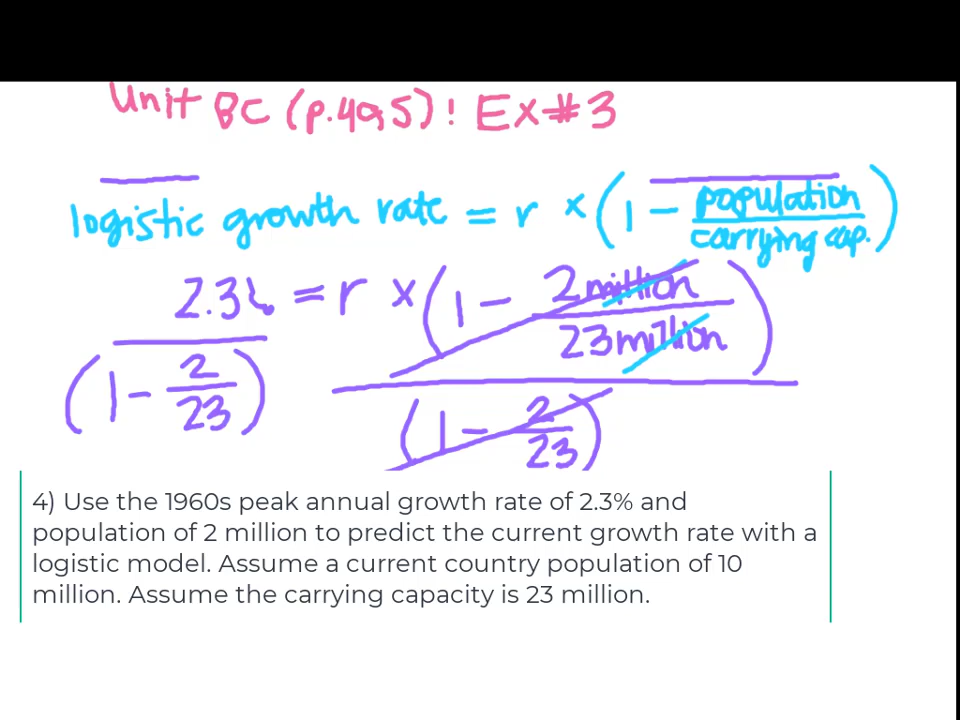 Unit 8C (p.495)! Ex#3
logistic growth rate = r × (1 - population / carrying cap.)
2.3% = r × (1 - 2 million / 23 million)
(1 - 2/23) (1 - 2/23)
4) Use the 1960s peak annual growth rate of 2.3% and
population of 2 million to predict the current growth rate with a
logistic model. Assume a current country population of 10
million. Assume the carrying capacity is 23 million.